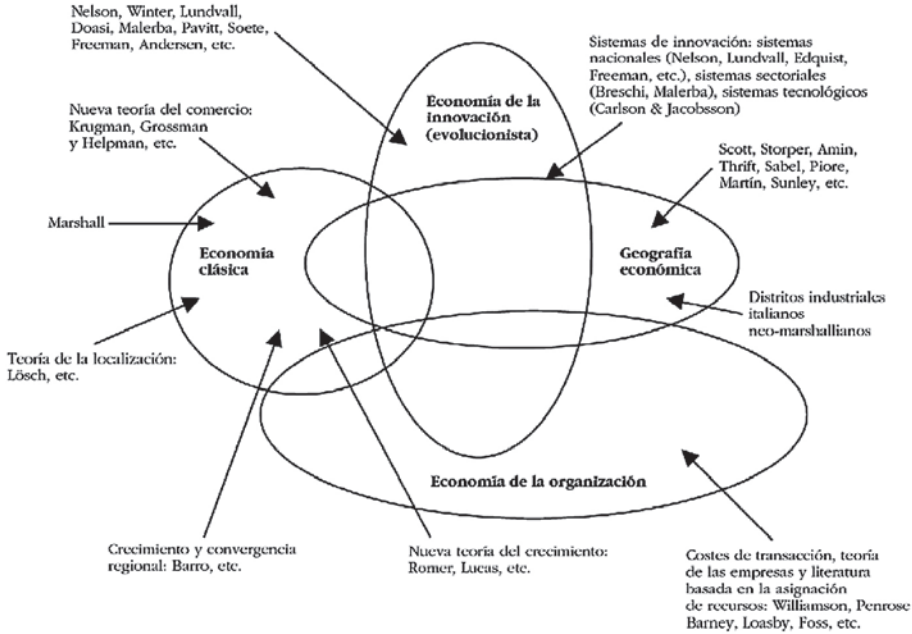 Nelson, Winter, Lundvall,
Doasi, Malerba, Pavitt, Soete,
Freeman, Andersen, etc.
Sistemas de innovación: sistemas
nacionales (Nelson, Lundvall, Edquist,
Freeman, etc.), sistemas sectoriales
(Breschi, Malerba), sistemas tecnológicos
(Carlson & Jacobsson)
Economía de la
innovación
(evolucionista)
Nueva teoría del comercio:
Krugman, Grossman
y Helpman, etc.
Scott, Storper, Amin,
Thrift, Sabel, Piore,
Martín, Sunley, etc.
Marshall
Economía
clásica
Geografía
económica
Distritos industriales
italianos
neo-marshallianos
Teoría de la localización:
Lösch, etc.
Economía de la organización
Crecimiento y convergencia
regional: Barro, etc.
Nueva teoría del crecimiento:
Romer, Lucas, etc.
Costes de transacción, teoría
de las empresas y literatura
basada en la asignación
de recursos: Williamson, Penrose
Barney, Loasby, Foss, etc.